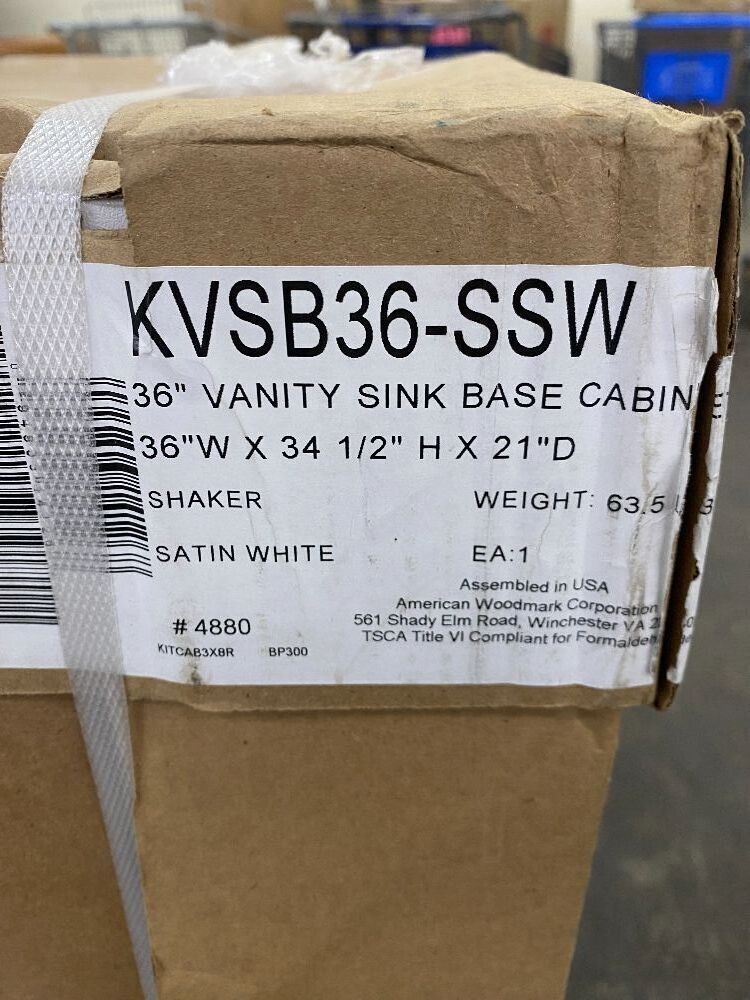 KVSB36-SSW
36" VANITY SINK BASE CABINE
36"W X 34 1/2" H X 21"D
SHAKER WEIGHT: 63.5
SATIN WHITE EA:1
Assembled in USA
American Woodmark Corporation
# 4880 561 Shady Elm Road, Winchester VA
KITCAB3X8R BP300 TSCA Title VI Compliant for